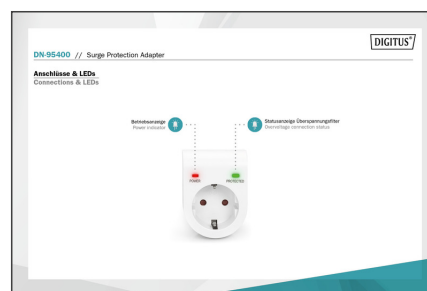 DIGITUS®
DN-95400 // Surge Protection Adapter
Anschlüsse & LEDs
Connections & LEDs
Betriebsanzeige
Power indicator
Statusanzeige Überspannungsfilter
Overvoltage connection status
POWER
PROTECTED